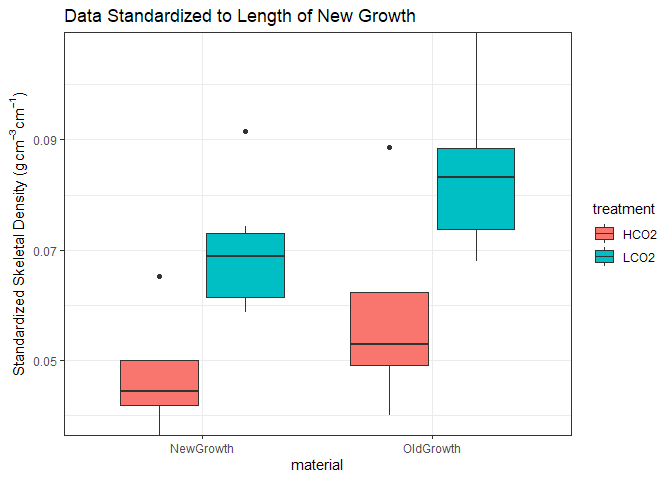 Data Standardized to Length of New Growth
Standardized Skeletal Density (g cm⁻³ cm⁻¹)
0.09
0.07
0.05
NewGrowth
OldGrowth
material
treatment
HCO2
LCO2